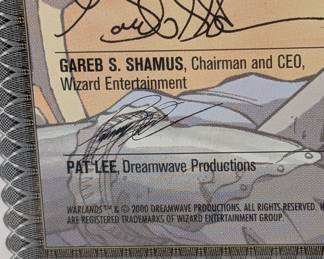 GAREB S. SHAMUS, Chairman and CEO,
Wizard Entertainment
PAT LEE, Dreamwave Productions
WARLANDS™ & © 2000 DREAMWAVE PRODUCTIONS. ALL RIGHTS RESERVED.
ARE REGISTERED TRADEMARKS OF WIZARD ENTERTAINMENT GROUP.